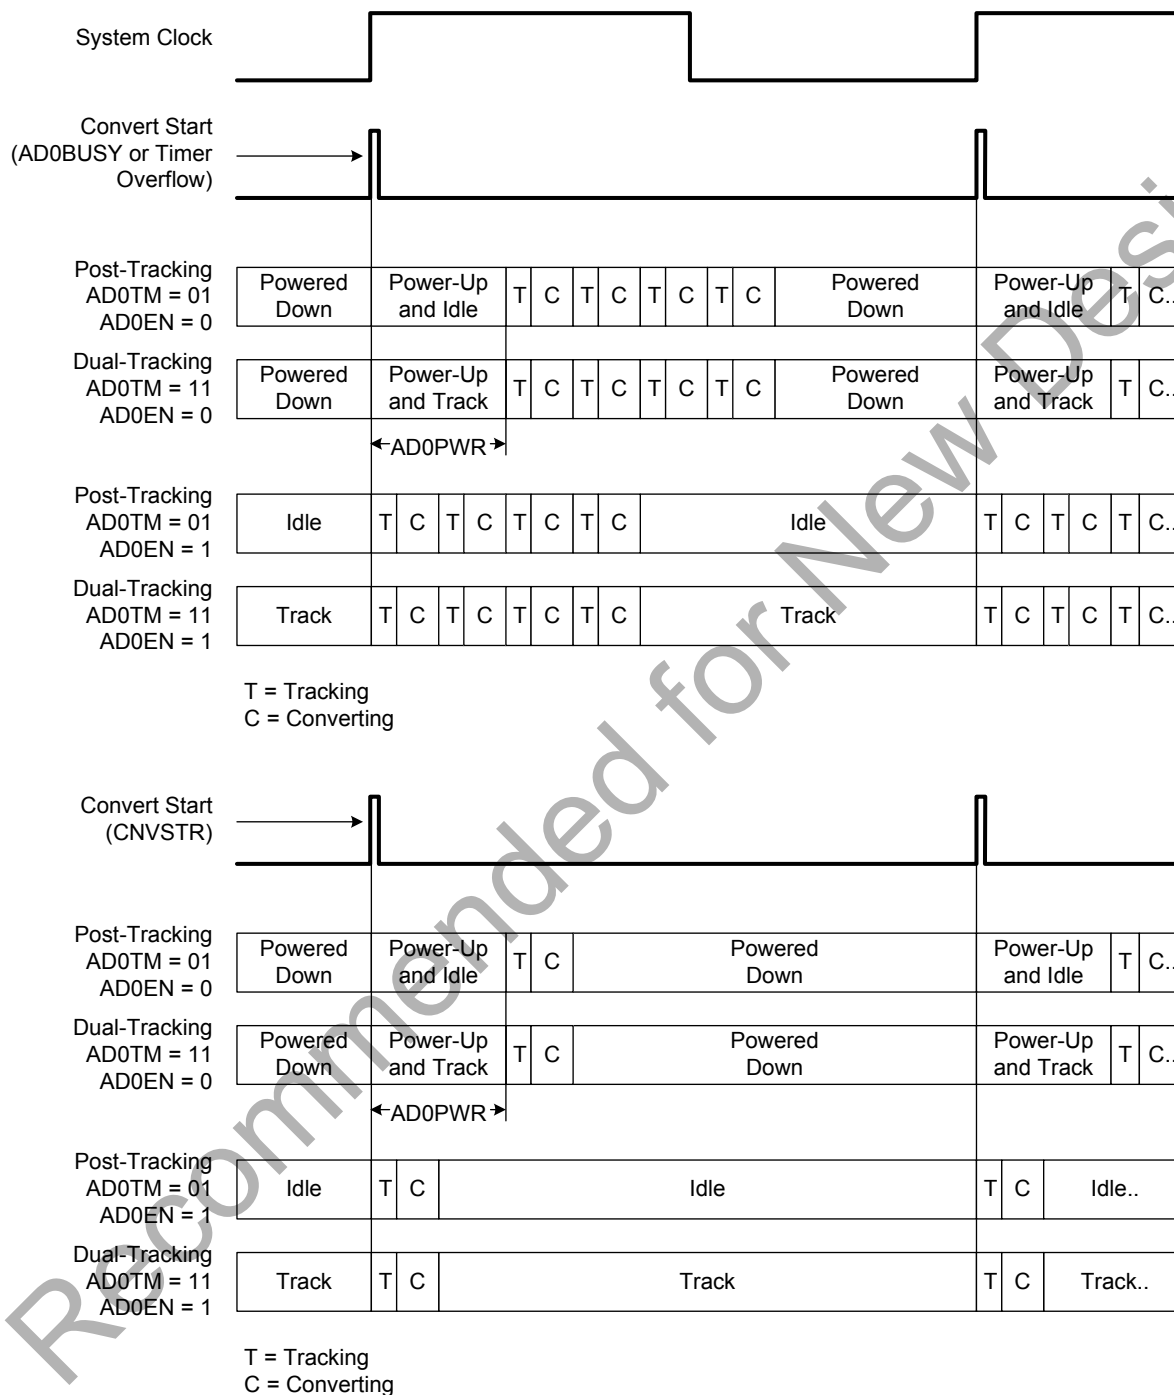 System Clock
Convert Start
(AD0BUSY or Timer
Overflow)
Post-Tracking
AD0TM = 01
AD0EN = 0
Powered
Down
Power-Up
and Idle
T C T C T C T C
Powered
Down
Power-Up
and Idle
T C..
Dual-Tracking
AD0TM = 11
AD0EN = 0
Powered
Down
Power-Up
and Track
T C T C T C T C
Powered
Down
Power-Up
and Track
T C..
AD0PWR
Post-Tracking
AD0TM = 01
AD0EN = 1
Idle T C T C T C T C Idle T C T C T C..
Dual-Tracking
AD0TM = 11
AD0EN = 1
Track T C T C T C T C Track T C T C T C..
T = Tracking
C = Converting
Convert Start
(CNVSTR)
Post-Tracking
AD0TM = 01
AD0EN = 0
Powered
Down
Power-Up
and Idle
T C
Powered
Down
Power-Up
and Idle
T C..
Dual-Tracking
AD0TM = 11
AD0EN = 0
Powered
Down
Power-Up
and Track
T C
Powered
Down
Power-Up
and Track
T C..
AD0PWR
Post-Tracking
AD0TM = 01
AD0EN = 1
Idle T C Idle T C Idle..
Dual-Tracking
AD0TM = 11
AD0EN = 1
Track T C Track T C Track..
T = Tracking
C = Converting
Recommended for New Desi